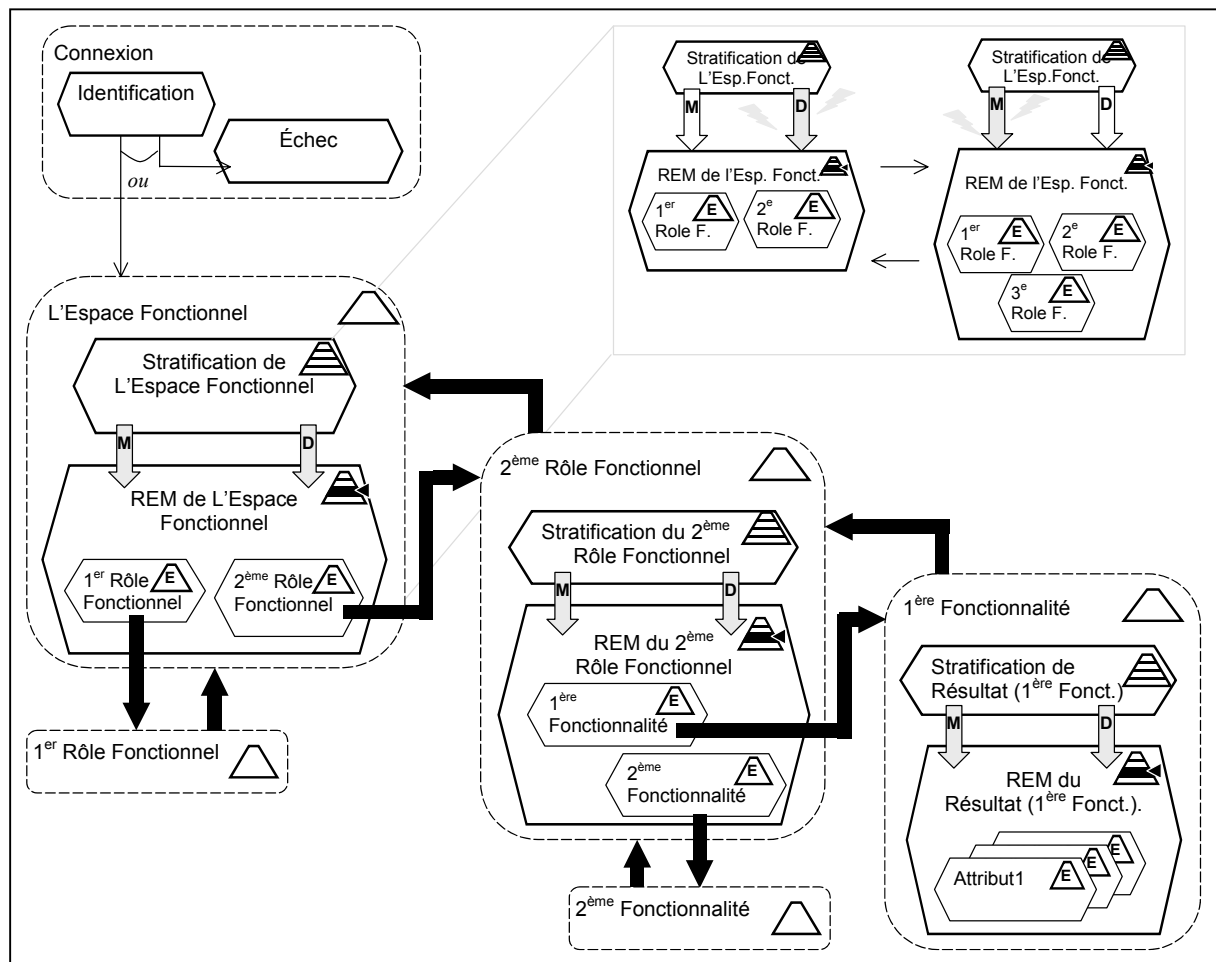 Connexion
Identification
Échec
ou
Stratification de
L'Esp.Fonct.
M
D
REM de l'Esp. Fonct.
1er
Role F.
E
2e
Role F.
E
Stratification de
L'Esp.Fonct.
M
D
REM de l'Esp. Fonct.
1er
Role F.
E
2e
Role F.
E
3e
Role F.
E
L'Espace Fonctionnel
Stratification de
L'Espace Fonctionnel
M
D
REM de L'Espace
Fonctionnel
1er Rôle
Fonctionnel
E
2ème Rôle
Fonctionnel
E
1er Rôle Fonctionnel
2ème Rôle Fonctionnel
Stratification du 2ème
Rôle Fonctionnel
M
D
REM du 2ème
Rôle Fonctionnel
1ère
Fonctionnalité
E
2ème
Fonctionnalité
E
2ème Fonctionnalité
1ère Fonctionnalité
Stratification de
Résultat (1ère Fonct.)
M
D
REM du
Résultat (1ère Fonct.).
Attribut1
E
E
E